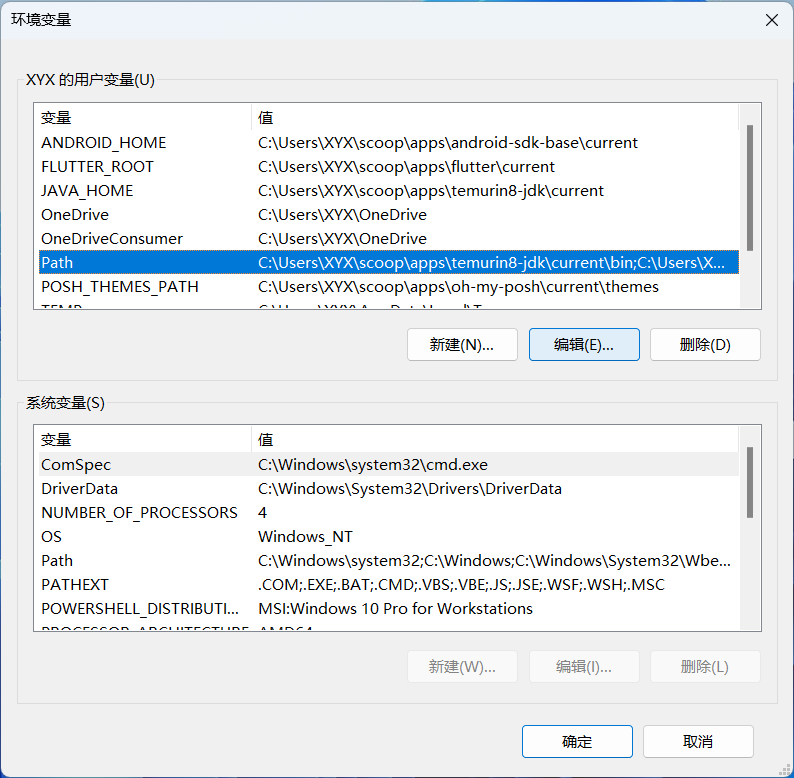 环境变量
XYX 的用户变量(U)
变量 值
ANDROID_HOME C:\Users\XYX\scoop\apps\android-sdk-base\current
FLUTTER_ROOT C:\Users\XYX\scoop\apps\flutter\current
JAVA_HOME C:\Users\XYX\scoop\apps\temurin8-jdk\current
OneDrive C:\Users\XYX\OneDrive
OneDriveConsumer C:\Users\XYX\OneDrive
Path C:\Users\XYX\scoop\apps\temurin8-jdk\current\bin;C:\Users\X...
POSH_THEMES_PATH C:\Users\XYX\scoop\apps\oh-my-posh\current\themes
新建(N)... 编辑(E)... 删除(D)
系统变量(S)
变量 值
ComSpec C:\Windows\system32\cmd.exe
DriverData C:\Windows\System32\Drivers\DriverData
NUMBER_OF_PROCESSORS 4
OS Windows_NT
Path C:\Windows\system32;C:\Windows;C:\Windows\System32\Wbe...
PATHEXT .COM;.EXE;.BAT;.CMD;.VBS;.VBE;.JS;.JSE;.WSF;.WSH;.MSC
POWERSHELL_DISTRIBUTI... MSI:Windows 10 Pro for Workstations
PROCESSOR_ARCHITECTURE AMD64
新建(W)... 编辑(I)... 删除(L)
确定 取消